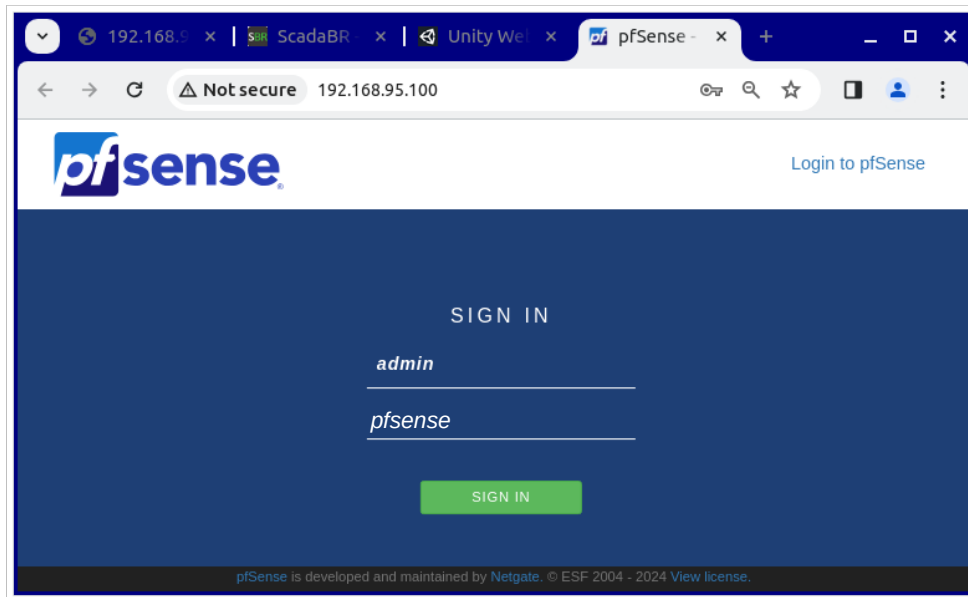 192.168.9 ScadaBR - Unity Wel pfSense -
Not secure 192.168.95.100
pfsense
Login to pfSense
SIGN IN
admin
pfsense
SIGN IN
pfSense is developed and maintained by Netgate. © ESF 2004 - 2024 View license.